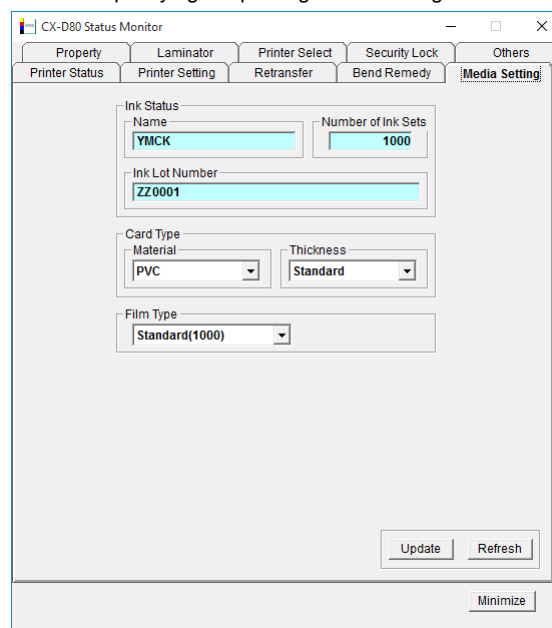 CX-D80 Status Monitor
Property Laminator Printer Select Security Lock Others
Printer Status Printer Setting Retransfer Bend Remedy Media Setting
Ink Status
Name Number of Ink Sets
YMCK 1000
Ink Lot Number
ZZ0001
Card Type
Material Thickness
PVC Standard
Film Type
Standard(1000)
Update Refresh
Minimize